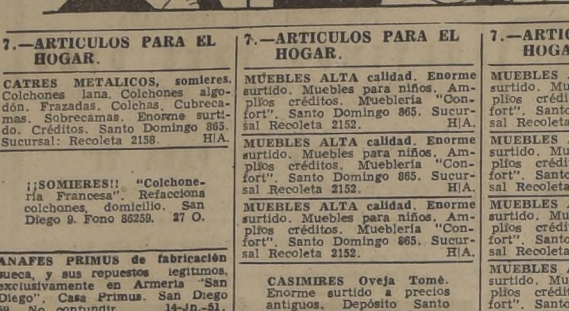 7.—ARTICULOS PARA EL
HOGAR.
CATRES METALICOS, somieres.
Colchones lana. Colchones algo-
dón. Frazadas. Colchas, Cubreca-
mas. Sobrecamas. Enorme surti-
do. Créditos. Santo Domingo 865.
Sucursal: Recoleta 2158. H|A.
¡¡SOMIERES!! "Colchone-
ría Francesa". Refacciona
colchones, domicilio. San
Diego 9. Fono 86259. 27 O.
ANAFES PRIMUS de fabricación
sueca, y sus repuestos legítimos,
exclusivamente en Armería "San
Diego". Casa Primus. San Diego
No confundir. 14-Jn.-51.
7.—ARTICULOS PARA EL
HOGAR.
MUEBLES ALTA calidad. Enorme
surtido. Muebles para niños. Am-
plios créditos. Mueblería "Con-
fort". Santo Domingo 865. Sucur-
sal Recoleta 2152. H|A.
MUEBLES ALTA calidad. Enorme
surtido. Muebles para niños. Am-
plios créditos. Mueblería "Con-
fort". Santo Domingo 865. Sucur-
sal Recoleta 2152. H|A.
MUEBLES ALTA calidad. Enorme
surtido. Muebles para niños. Am-
plios créditos. Mueblería "Con-
fort". Santo Domingo 865. Sucur-
sal Recoleta 2152. H|A.
CASIMIRES Oveja Tomé.
Enorme surtido a precios
antiguos. Depósito Santo
7.—ARTIC
HOGA
MUEBLES
surtido. Mu
plios crédi
fort". Santo
sal Recoleta
MUEBLES
surtido. Mu
plios crédi
fort". Santo
sal Recoleta
MUEBLES
surtido. Mu
plios crédi
fort". Santo
sal Recoleta
MUEBLES
surtido. Mu
plios crédi